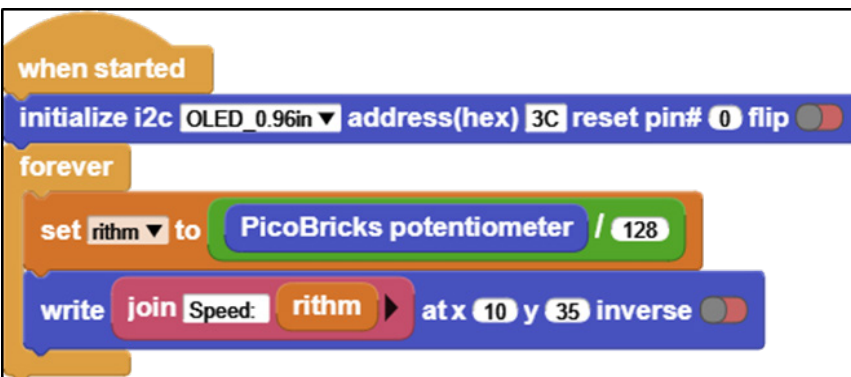 when started
initialize i2c OLED_0.96in ▼ address(hex) 3C reset pin# 0 flip
forever
set rithm ▼ to PicoBricks potentiometer / 128
write join Speed: rithm ▶ at x 10 y 35 inverse